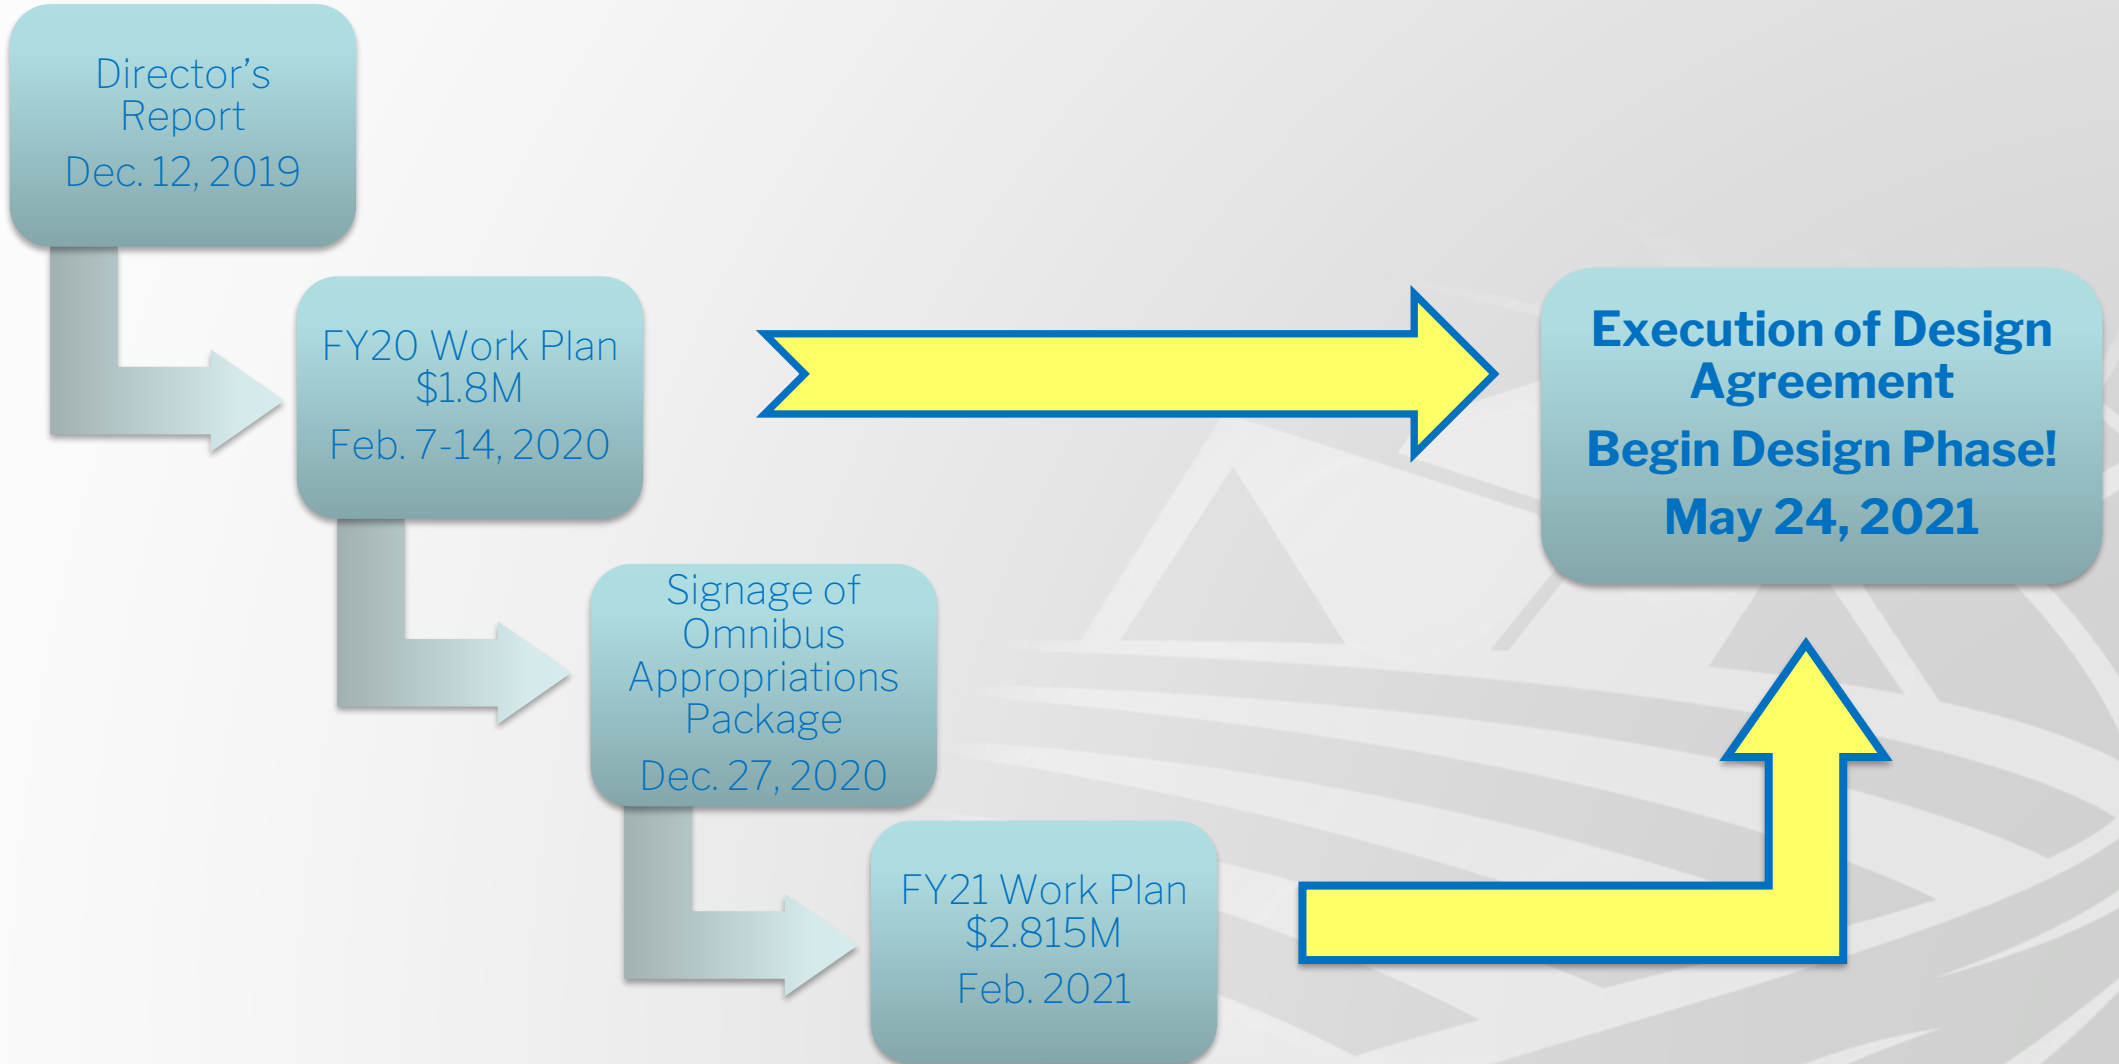 Director’s
Report
Dec. 12, 2019
FY20 Work Plan
$1.8M
Feb. 7-14, 2020
Signage of
Omnibus
Appropriations
Package
Dec. 27, 2020
FY21 Work Plan
$2.815M
Feb. 2021
Execution of Design
Agreement
Begin Design Phase!
May 24, 2021